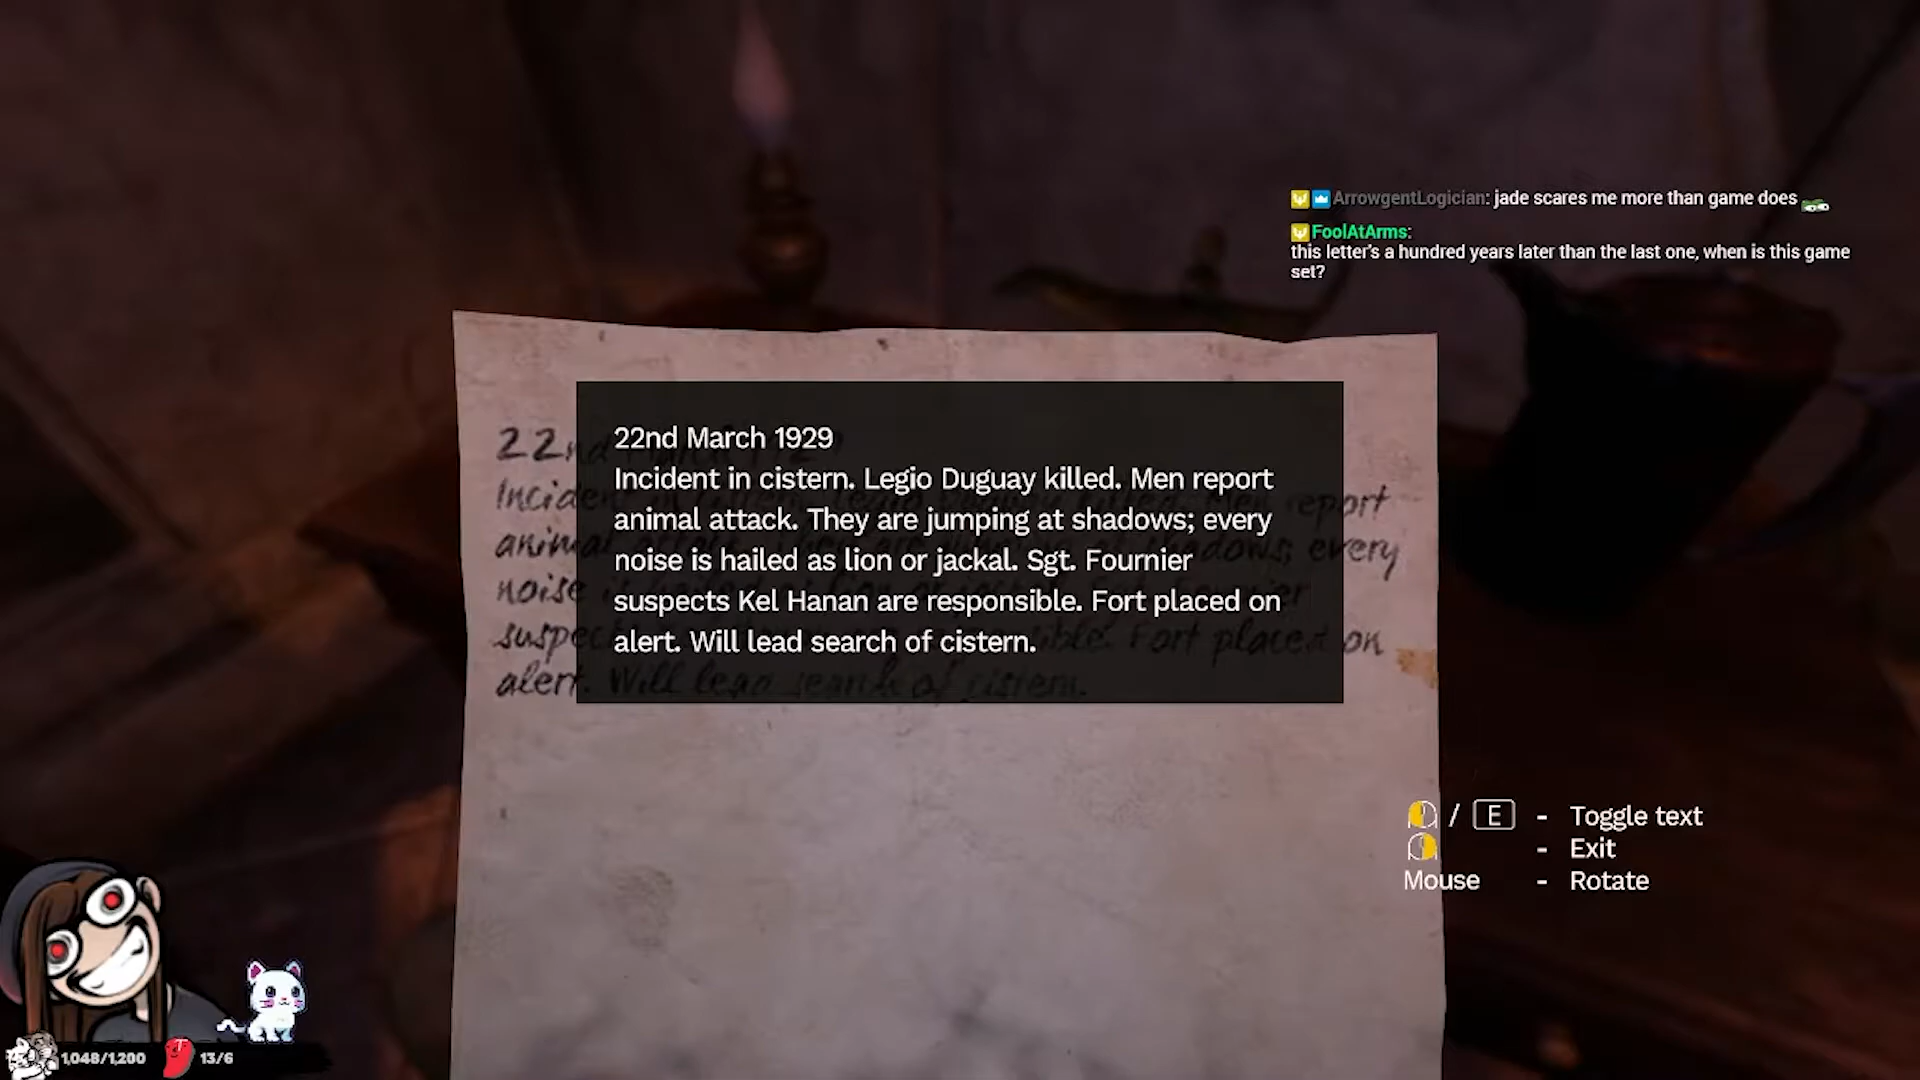 ArrowgentLogician: jade scares me more than game does
FoolAtArms:
this letter's a hundred years later than the last one, when is this game
set?
22nd March 1929
Incident in cistern. Legio Duguay killed. Men report
animal attack. They are jumping at shadows; every
noise is hailed as lion or jackal. Sgt. Fournier
suspects Kel Hanan are responsible. Fort placed on
alert. Will lead search of cistern.
/ E - Toggle text
- Exit
Mouse - Rotate
1,048/1,200 13/6